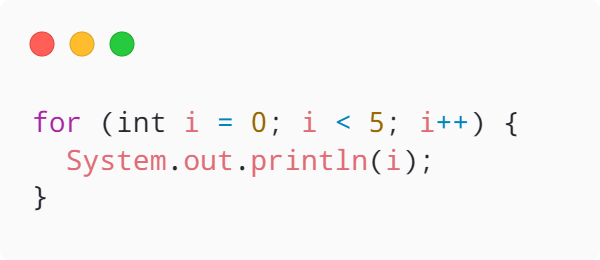 for (int i = 0; i < 5; i++) {
  System.out.println(i);
}